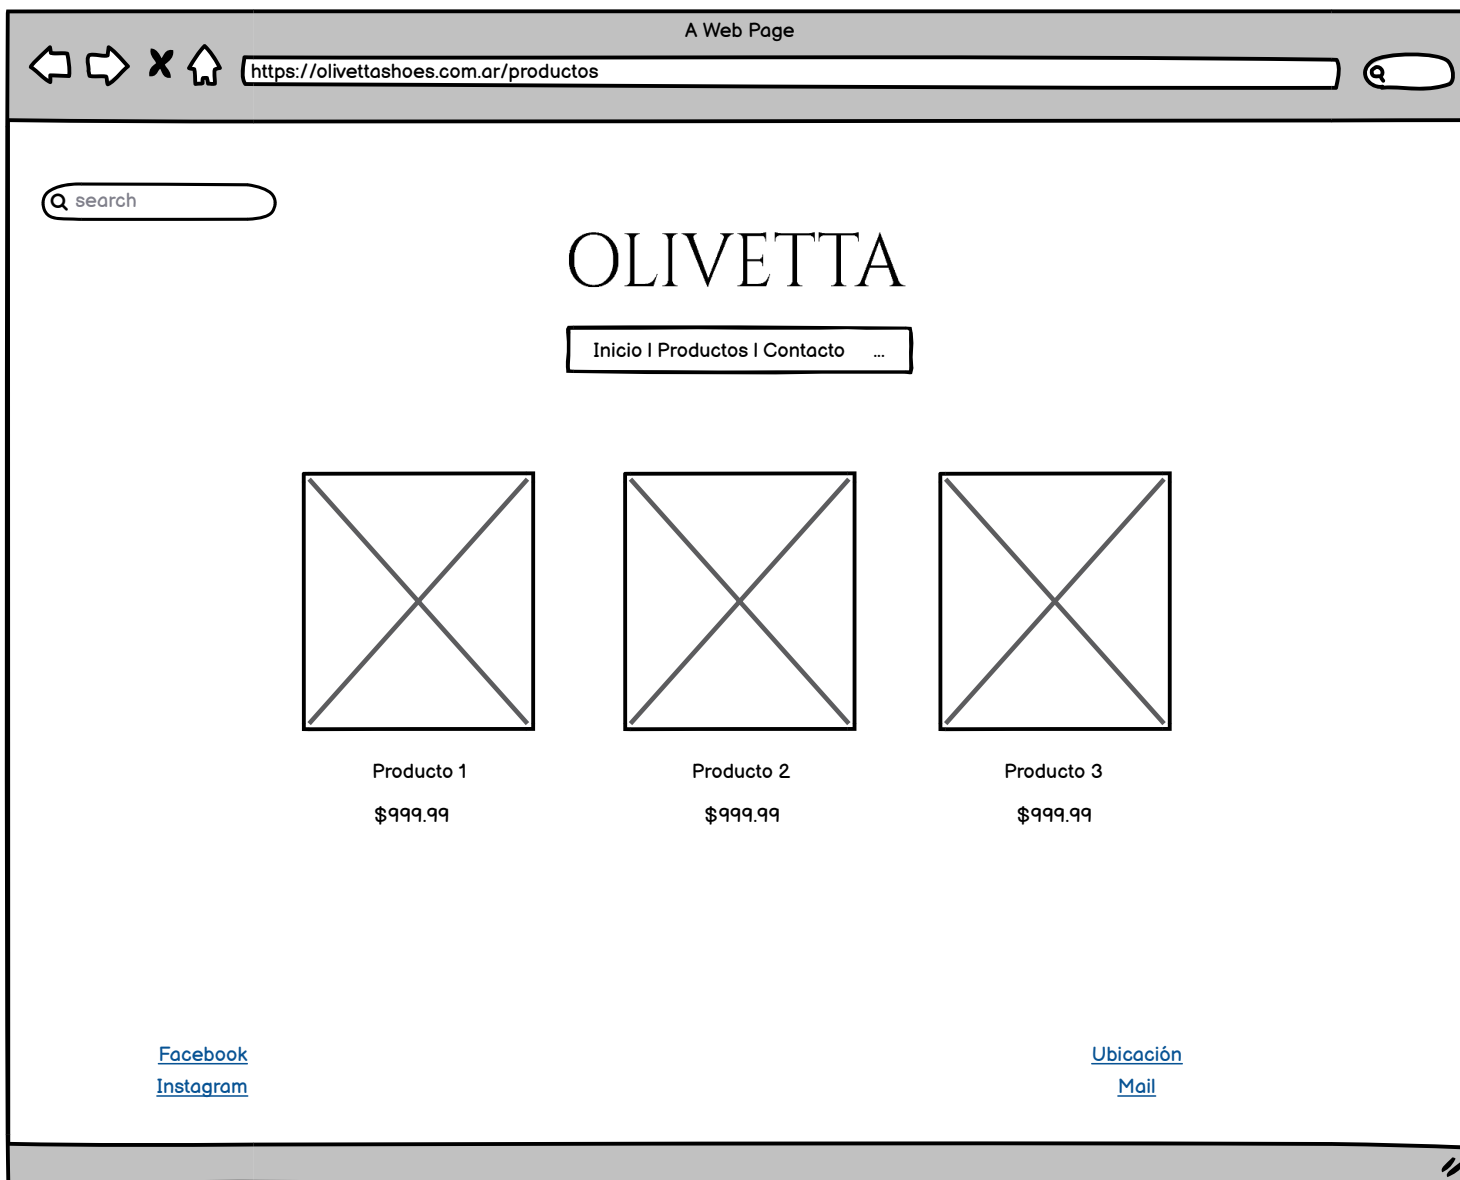 A Web Page
https://olivettashoes.com.ar/productos
search
OLIVETTA
Inicio | Productos | Contacto ...
Producto 1 Producto 2 Producto 3
$999.99 $999.99 $999.99
Facebook Ubicación
Instagram Mail